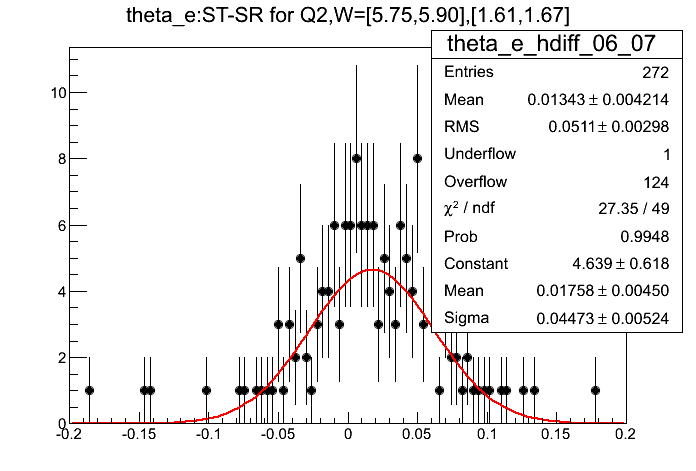 theta_e:ST-SR for Q2,W=[5.75,5.90],[1.61,1.67]
theta_e_hdiff_06_07
Entries 272
Mean 0.01343 ± 0.004214
RMS 0.0511 ± 0.00298
Underflow 1
Overflow 124
χ² / ndf 27.35 / 49
Prob 0.9948
Constant 4.639 ± 0.618
Mean 0.01758 ± 0.00450
Sigma 0.04473 ± 0.00524
10
8
6
4
2
0
-0.2 -0.15 -0.1 -0.05 0 0.05 0.1 0.15 0.2